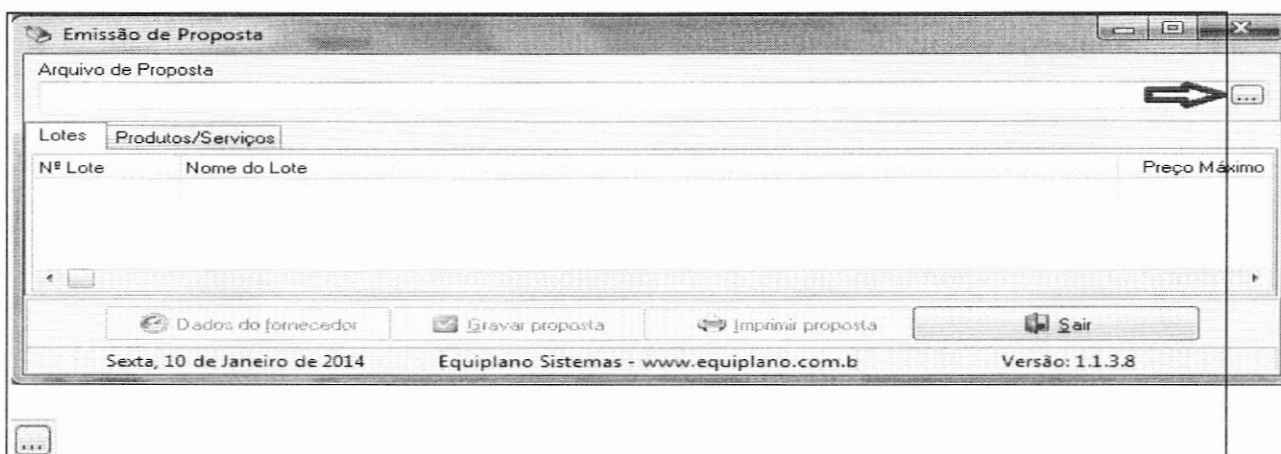 Emissão de Proposta
Arquivo de Proposta
...
Lotes Produtos/Serviços
Nº Lote Nome do Lote Preço Máximo
Dados do fornecedor Gravar proposta Imprimir proposta Sair
Sexta, 10 de Janeiro de 2014 Equiplano Sistemas - www.equiplano.com.b Versão: 1.1.3.8
...